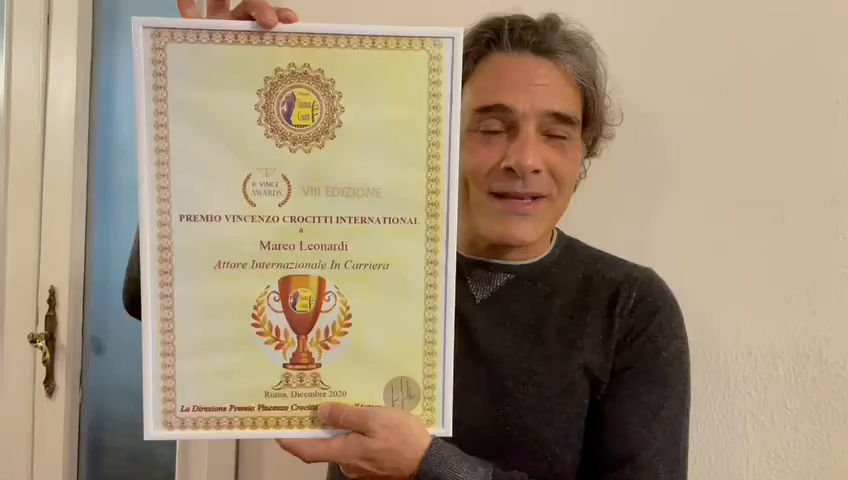 IL VINCE
AWARDS
VIII EDIZIONE
PREMIO VINCENZO CROCITTI INTERNATIONAL
a
Marco Leonardi
Attore Internazionale In Carriera
Roma, Dicembre 2020
La Direzione Premio Vincenzo Crocitti